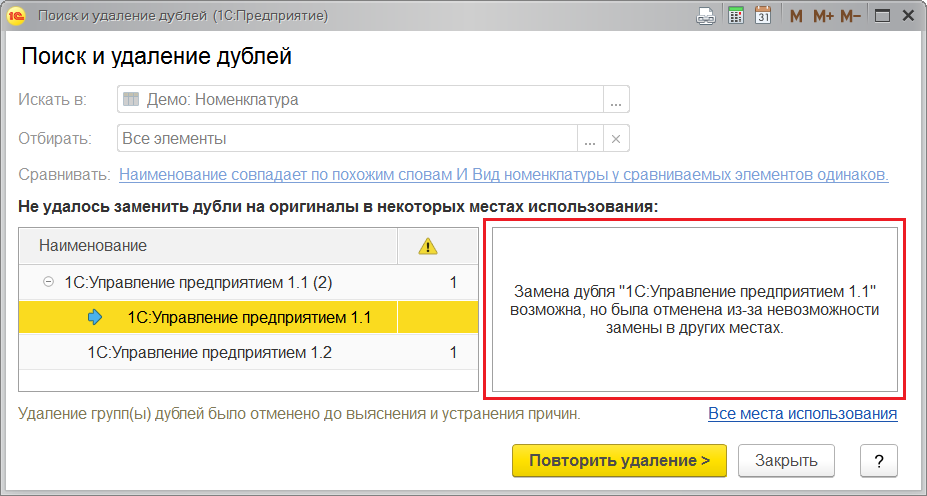 1С Поиск и удаление дублей (1С:Предприятие) 31 M M+ M−
Поиск и удаление дублей
Искать в: Демо: Номенклатура ...
Отбирать: Все элементы ... ×
Сравнивать: Наименование совпадает по похожим словам И Вид номенклатуры у сравниваемых элементов одинаков.
Не удалось заменить дубли на оригиналы в некоторых местах использования:
Наименование
1С:Управление предприятием 1.1 (2) 1
1С:Управление предприятием 1.1
1С:Управление предприятием 1.2 1
Замена дубля "1С:Управление предприятием 1.1"
возможна, но была отменена из-за невозможности
замены в других местах.
Удаление групп(ы) дублей было отменено до выяснения и устранения причин. Все места использования
Повторить удаление > Закрыть ?